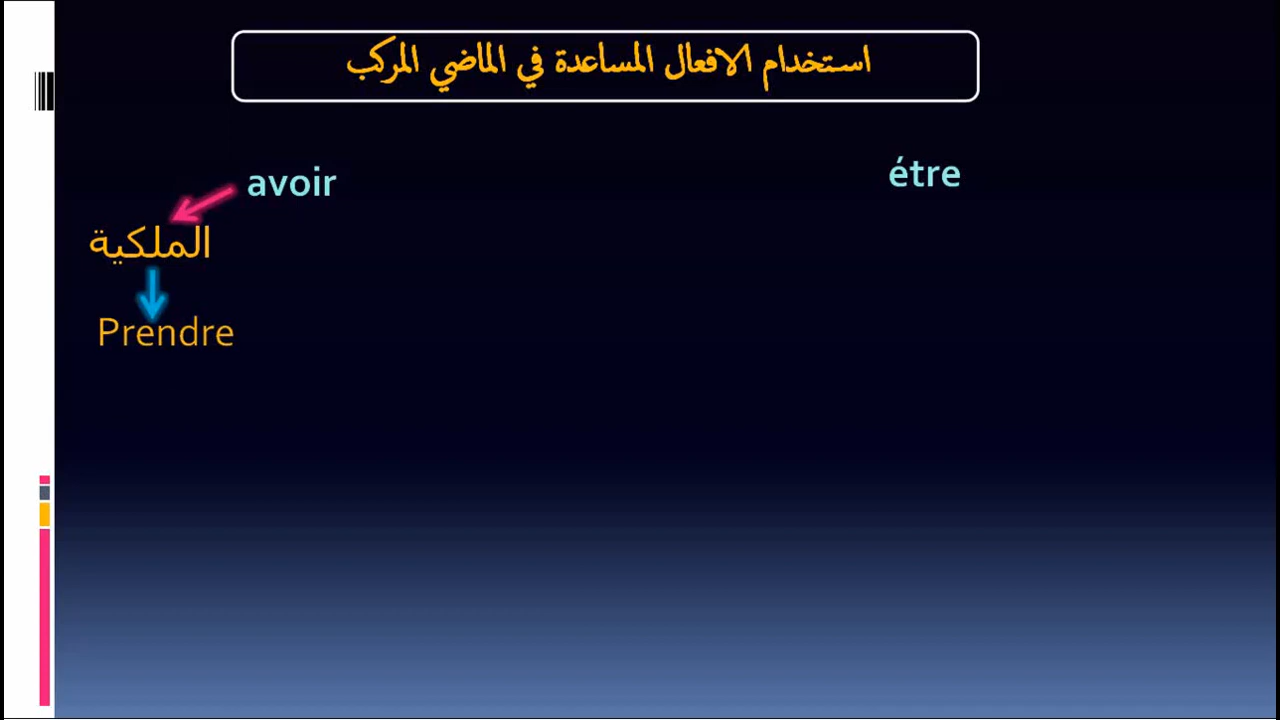 استخدام الافعال المساعدة في الماضي المركب
avoir
étre
الملكية
Prendre